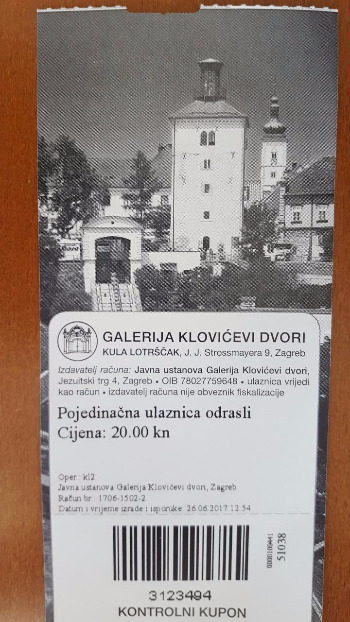 GALERIJA KLOVIĆEVI DVORI
KULA LOTRŠČAK, J. J. Strossmayera 9, Zagreb
Izdavatelj računa: Javna ustanova Galerija Klovićevi dvori,
Jezuitski trg 4, Zagreb • OIB 78027759648 • ulaznica vrijedi
kao račun • izdavatelj računa nije obveznik fiskalizacije
Pojedinačna ulaznica odrasli
Cijena: 20.00 kn
Oper.: kl2
Javna ustanova Galerija Klovićevi dvori, Zagreb
Račun br.: 1706-1502-2
Datum i vrijeme izrade i isporuke: 26.06.2017 12:54
51038
3123494
KONTROLNI KUPON